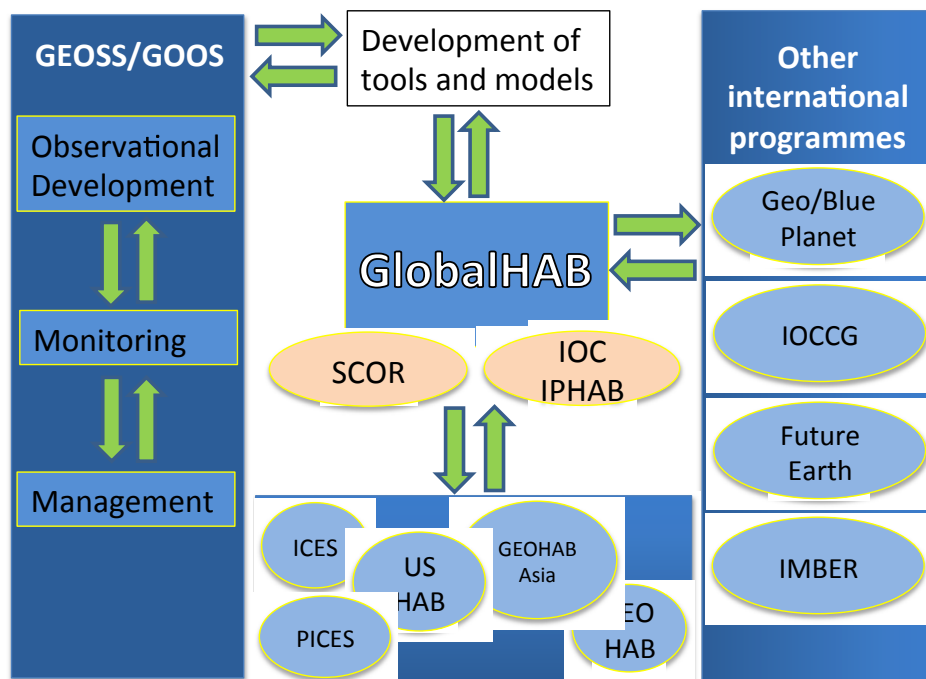 GEOSS/GOOS
Observational
Development
Monitoring
Management
Development of
tools and models
GlobalHAB
SCOR
IOC
IPHAB
ICES
US
HAB
GEOHAB
Asia
PICES
EO
HAB
Other
international
programmes
Geo/Blue
Planet
IOCCG
Future
Earth
IMBER